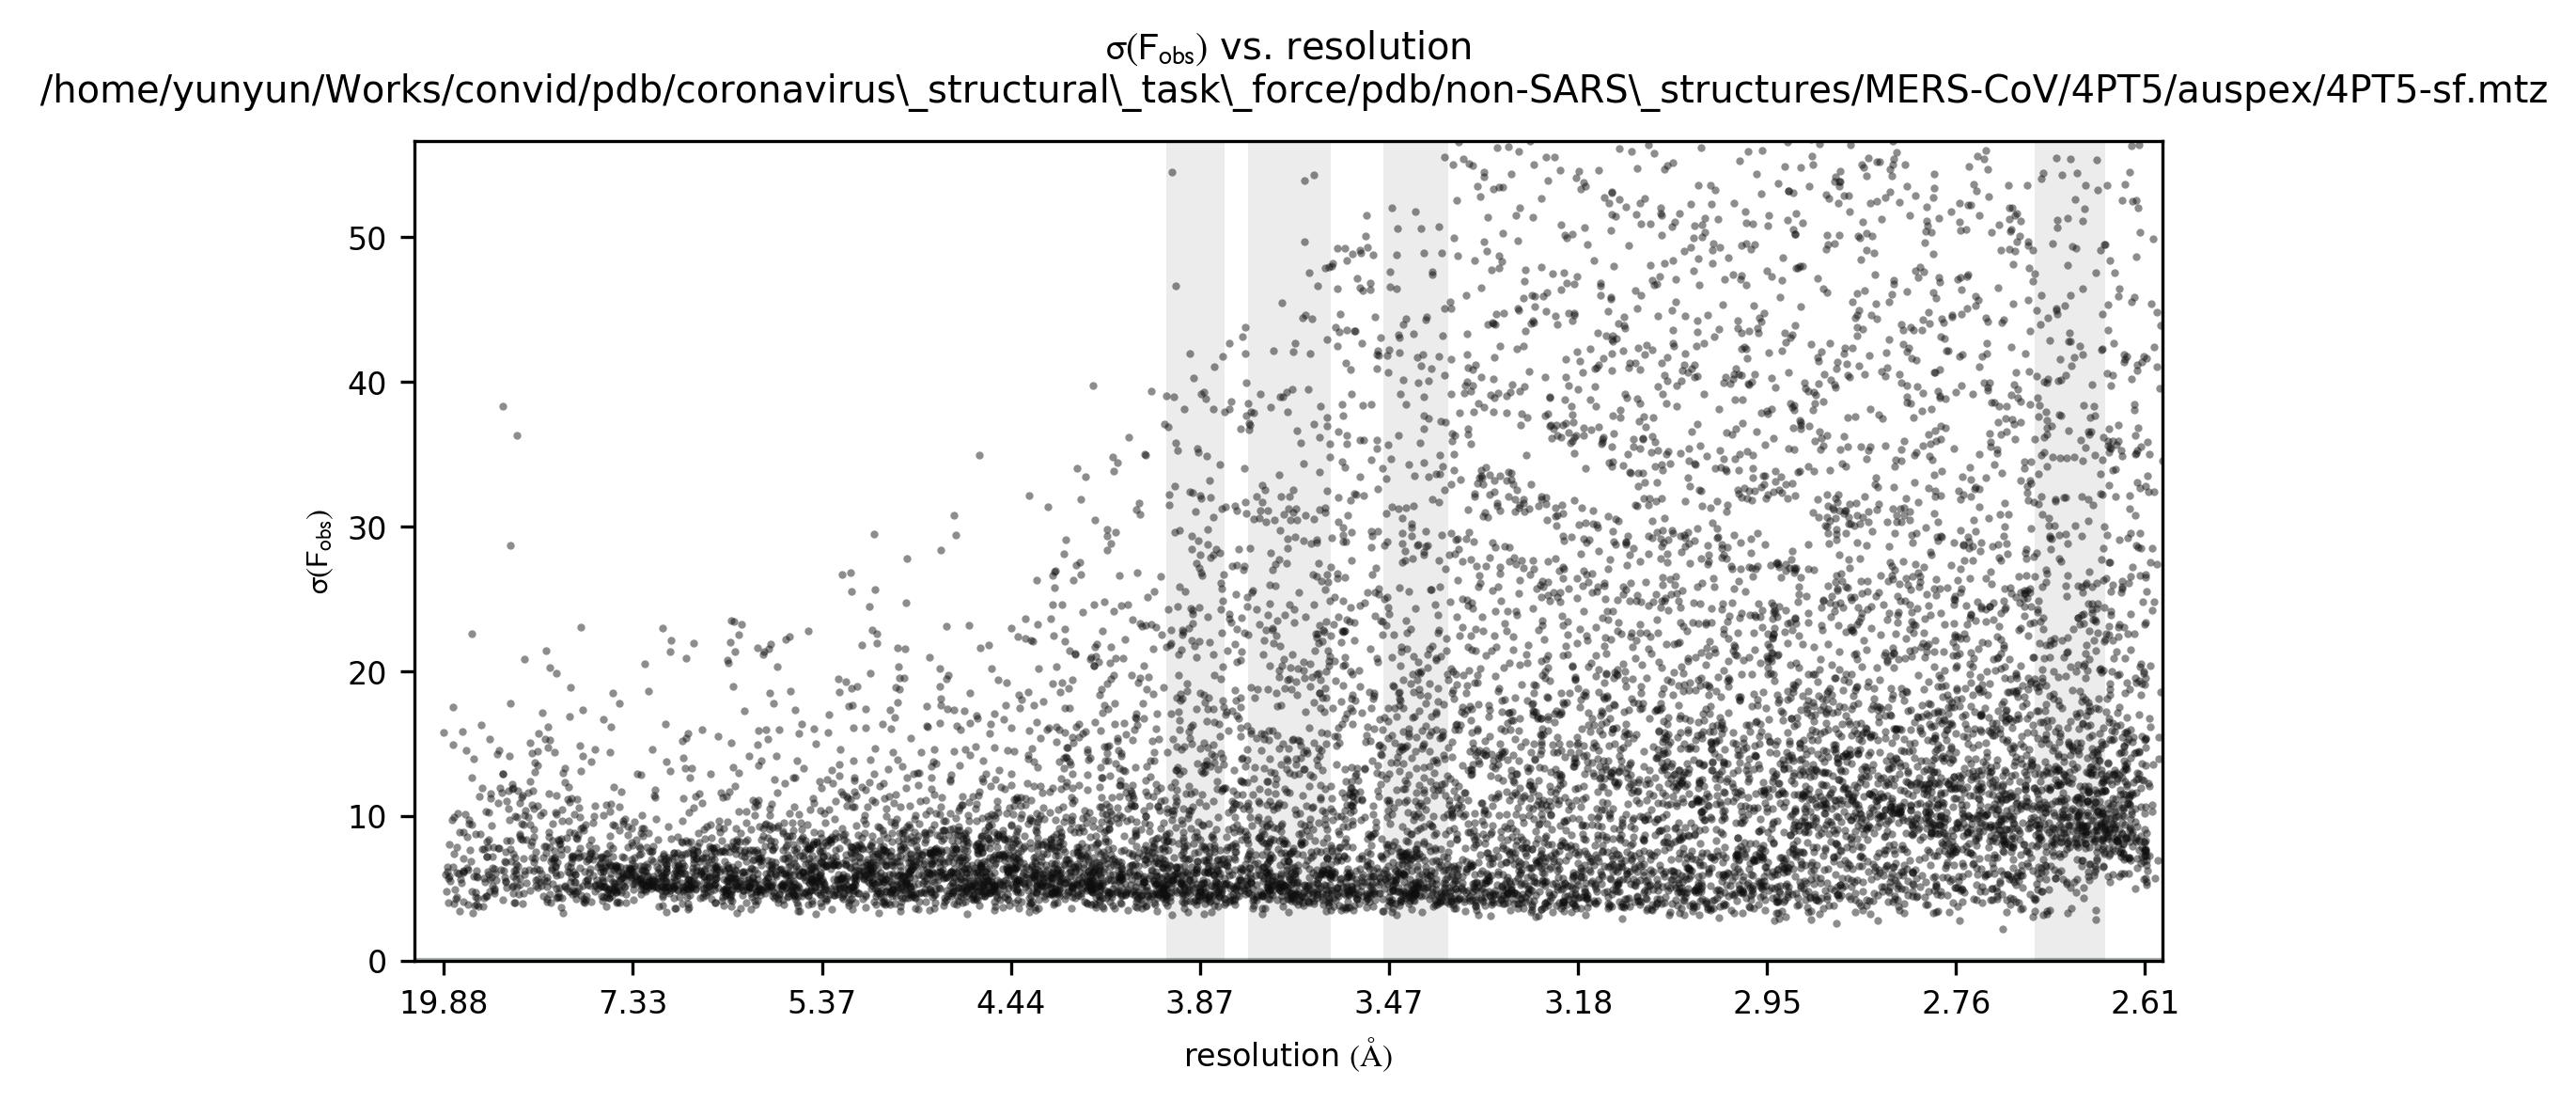 σ(Fobs) vs. resolution
/home/yunyun/Works/convid/pdb/coronavirus\_structural\_task\_force/pdb/non-SARS\_structures/MERS-CoV/4PT5/auspex/4PT5-sf.mtz
50
40
30
20
10
0
σ(Fobs)
19.88 7.33 5.37 4.44 3.87 3.47 3.18 2.95 2.76 2.61
resolution (Å)